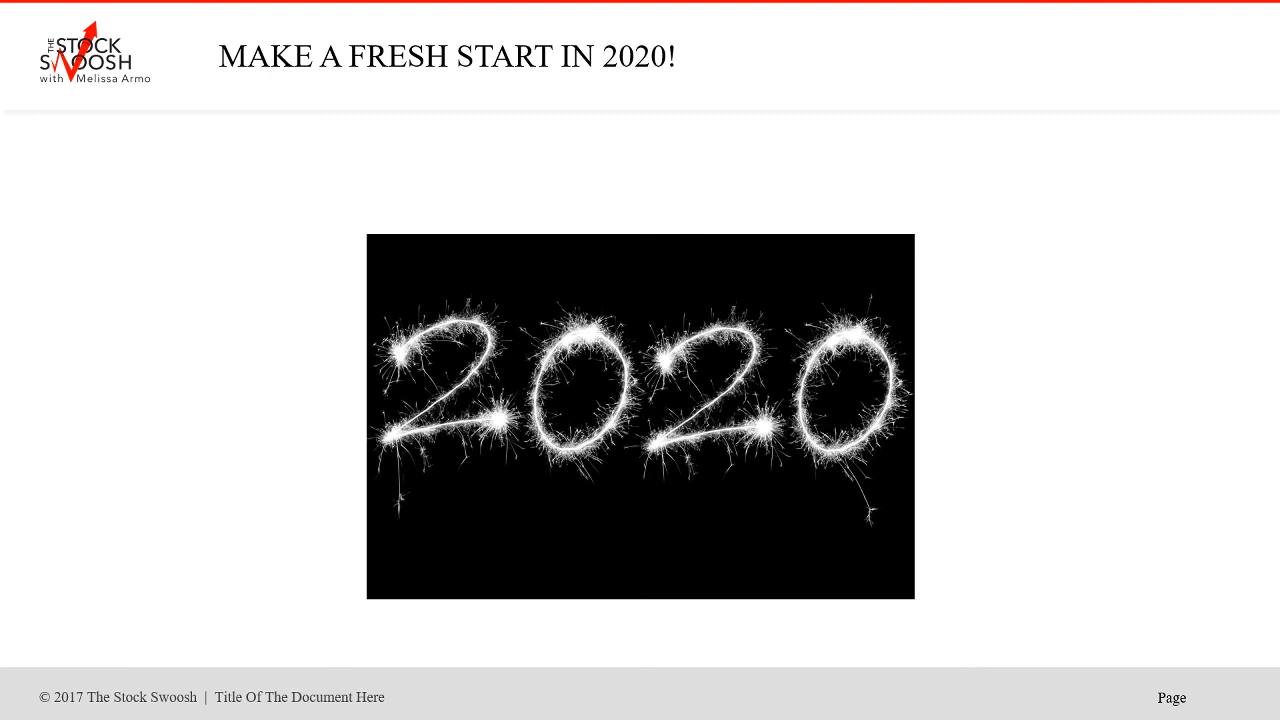 THE STOCK
SWOOSH
with Melissa Armo
MAKE A FRESH START IN 2020!
2020
© 2017 The Stock Swoosh | Title Of The Document Here
Page